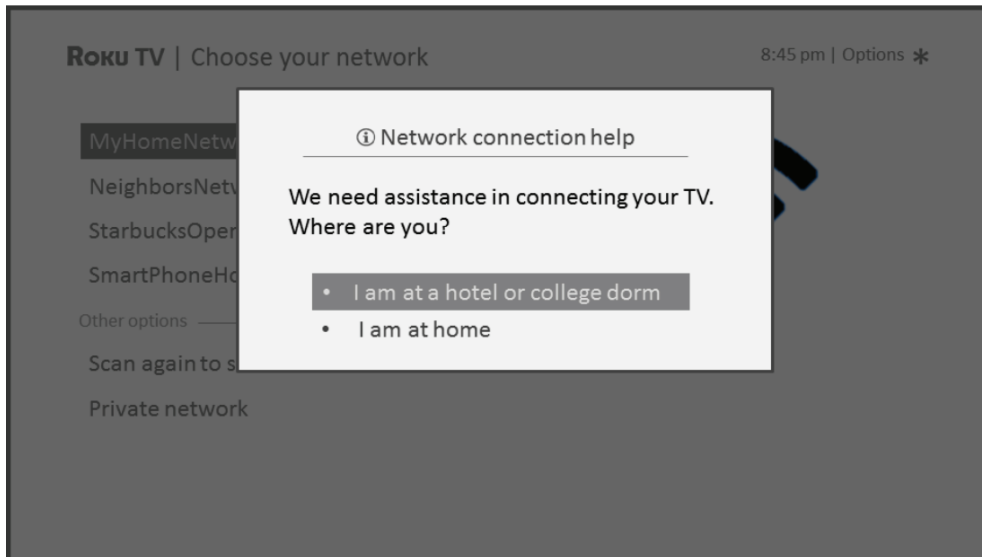 ROKU TV | Choose your network
8:45 pm | Options *
ⓘ Network connection help
We need assistance in connecting your TV.
Where are you?
• I am at a hotel or college dorm
• I am at home
MyHomeNetw
NeighborsNetw
StarbucksOper
SmartPhoneHo
Other options
Scan again to s
Private network